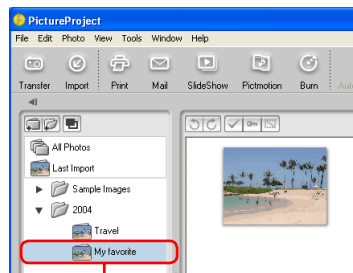 PictureProject
File Edit Photo View Tools Window Help
Transfer Import Print Mail SlideShow Pictmotion Burn Aut
All Photos
Last Import
Sample Images
2004
Travel
My favorite